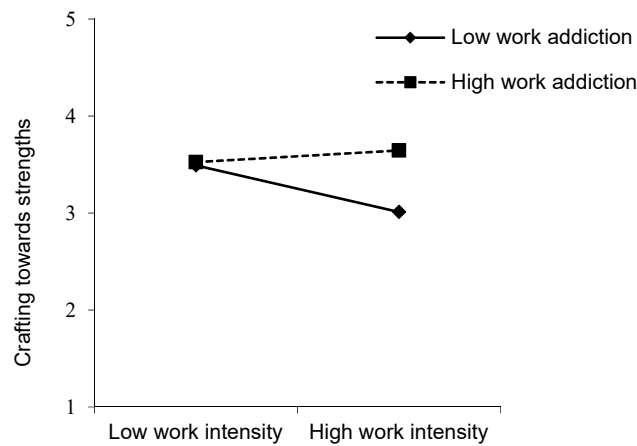 5
Low work addiction
High work addiction
4
3
2
1
Crafting towards strengths
Low work intensity High work intensity